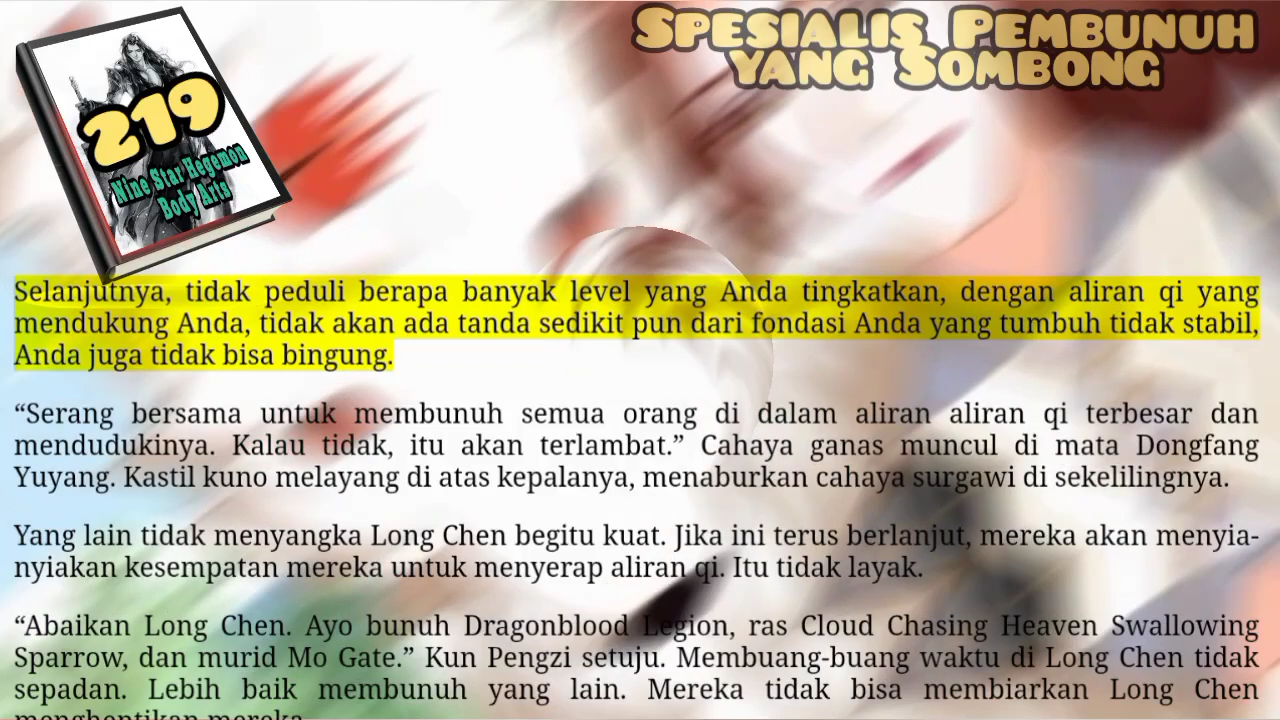 SPESIALIS PEMBUNUH
YANG SOMBONG
219
Nine Star Hegemon
Body Arts
Selanjutnya, tidak peduli berapa banyak level yang Anda tingkatkan, dengan aliran qi yang
mendukung Anda, tidak akan ada tanda sedikit pun dari fondasi Anda yang tumbuh tidak stabil,
Anda juga tidak bisa bingung.
“Serang bersama untuk membunuh semua orang di dalam aliran aliran qi terbesar dan
mendudukinya. Kalau tidak, itu akan terlambat.” Cahaya ganas muncul di mata Dongfang
Yuyang. Kastil kuno melayang di atas kepalanya, menaburkan cahaya surgawi di sekelilingnya.
Yang lain tidak menyangka Long Chen begitu kuat. Jika ini terus berlanjut, mereka akan menyia-
nyiakan kesempatan mereka untuk menyerap aliran qi. Itu tidak layak.
“Abaikan Long Chen. Ayo bunuh Dragonblood Legion, ras Cloud Chasing Heaven Swallowing
Sparrow, dan murid Mo Gate.” Kun Pengzi setuju. Membuang-buang waktu di Long Chen tidak
sepadan. Lebih baik membunuh yang lain. Mereka tidak bisa membiarkan Long Chen
menghentikan mereka.